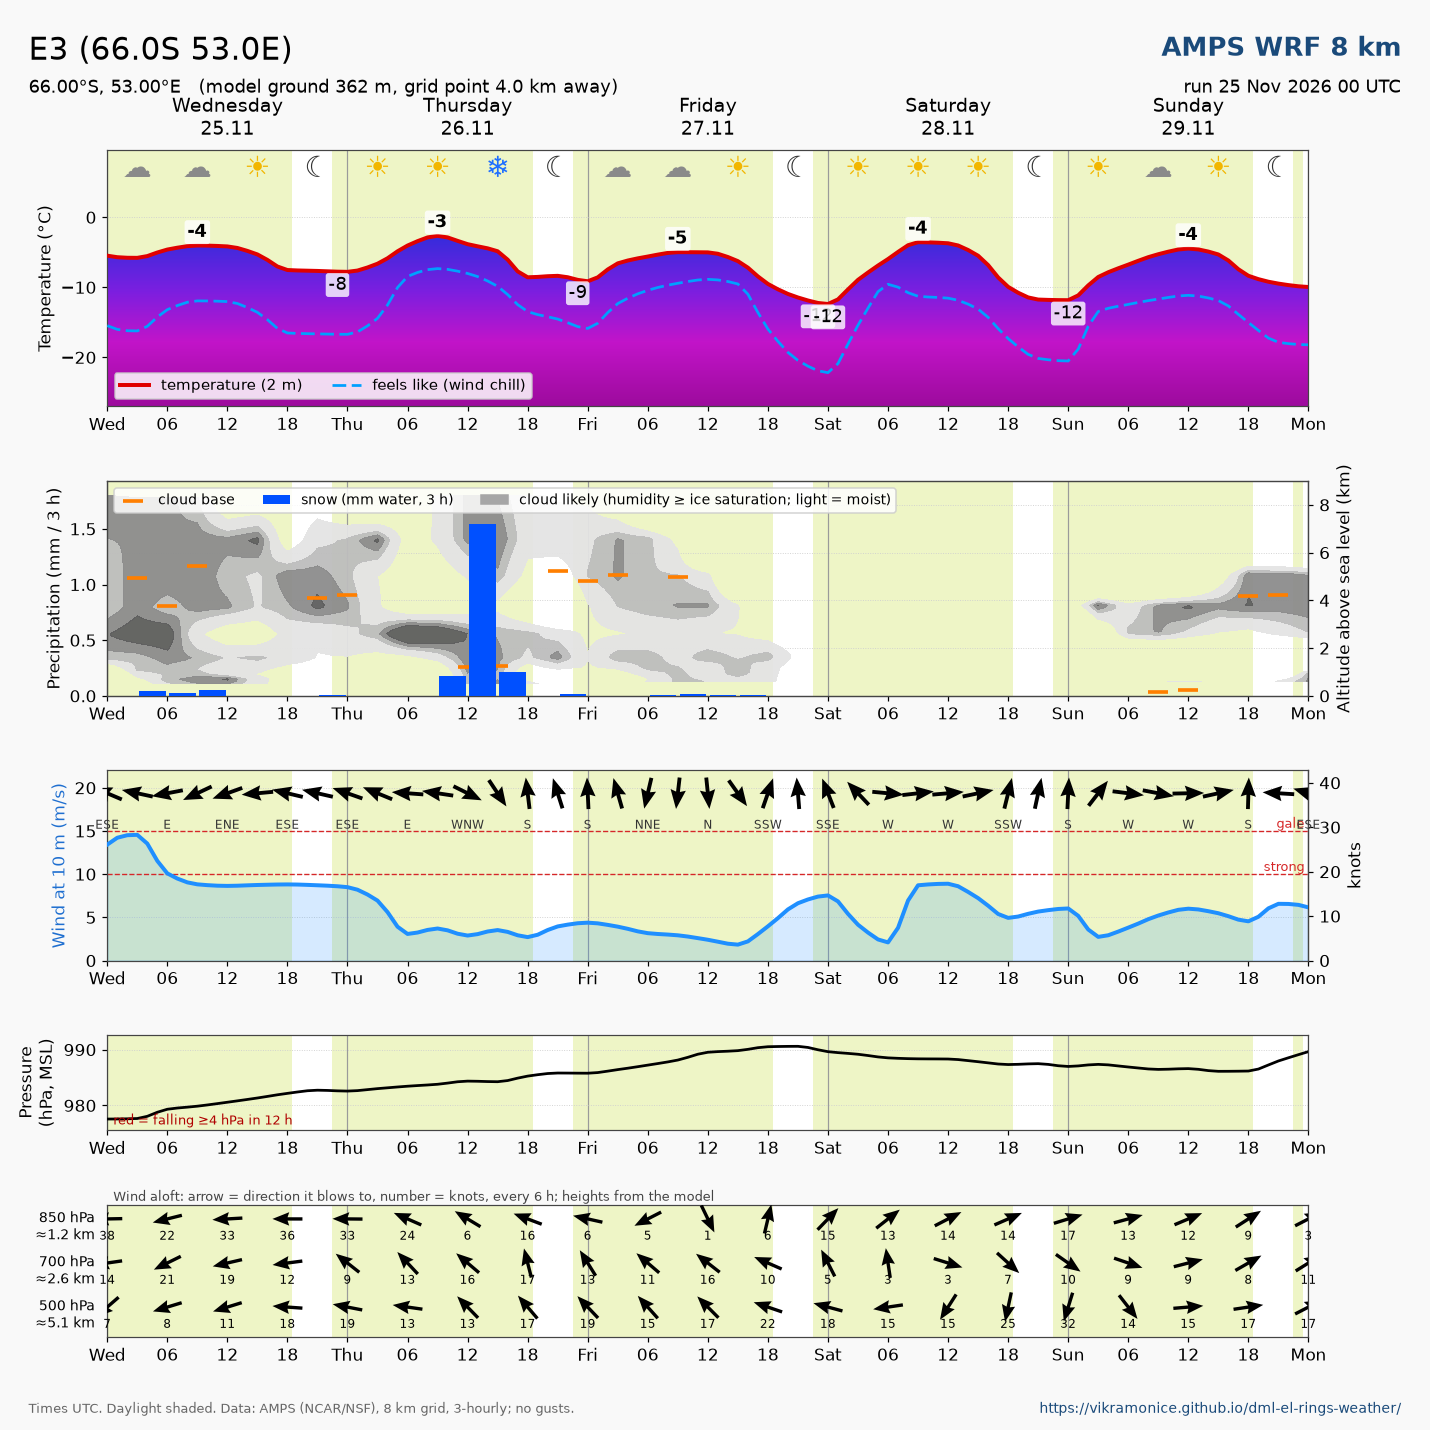 E3 (66.0S 53.0E)
AMPS WRF 8 km
66.00°S, 53.00°E (model ground 362 m, grid point 4.0 km away)
run 25 Nov 2026 00 UTC
Wednesday Thursday Friday Saturday Sunday
25.11 26.11 27.11 28.11 29.11
Temperature (°C)
0
−10
−20
-4 -3 -5 -4 -4
-8 -9 -12 -12
temperature (2 m) feels like (wind chill)
Wed 06 12 18 Thu 06 12 18 Fri 06 12 18 Sat 06 12 18 Sun 06 12 18 Mon
Precipitation (mm / 3 h)
1.5
1.0
0.5
0.0
cloud base snow (mm water, 3 h) cloud likely (humidity ≥ ice saturation; light = moist)
Altitude above sea level (km)
8
6
4
2
0
Wed 06 12 18 Thu 06 12 18 Fri 06 12 18 Sat 06 12 18 Sun 06 12 18 Mon
Wind at 10 m (m/s)
20
15
10
5
0
ESE E ENE ESE ESE E WNW S S NNE N SSW SSE W W SSW S W W S ESE
gale
strong
knots
40
30
20
10
0
Wed 06 12 18 Thu 06 12 18 Fri 06 12 18 Sat 06 12 18 Sun 06 12 18 Mon
Pressure
(hPa, MSL)
990
980
red = falling ≥4 hPa in 12 h
Wed 06 12 18 Thu 06 12 18 Fri 06 12 18 Sat 06 12 18 Sun 06 12 18 Mon
Wind aloft: arrow = direction it blows to, number = knots, every 6 h; heights from the model
850 hPa
≈1.2 km 38 22 33 36 33 24 6 16 6 5 1 6 15 13 14 14 17 13 12 9 3
700 hPa
≈2.6 km 14 21 19 12 9 13 16 17 13 11 16 10 5 3 3 7 10 9 9 8 11
500 hPa
≈5.1 km 7 8 11 18 19 13 13 17 19 15 17 22 18 15 15 25 32 14 15 17 17
Wed 06 12 18 Thu 06 12 18 Fri 06 12 18 Sat 06 12 18 Sun 06 12 18 Mon
Times UTC. Daylight shaded. Data: AMPS (NCAR/NSF), 8 km grid, 3-hourly; no gusts.
https://vikramonice.github.io/dml-el-rings-weather/